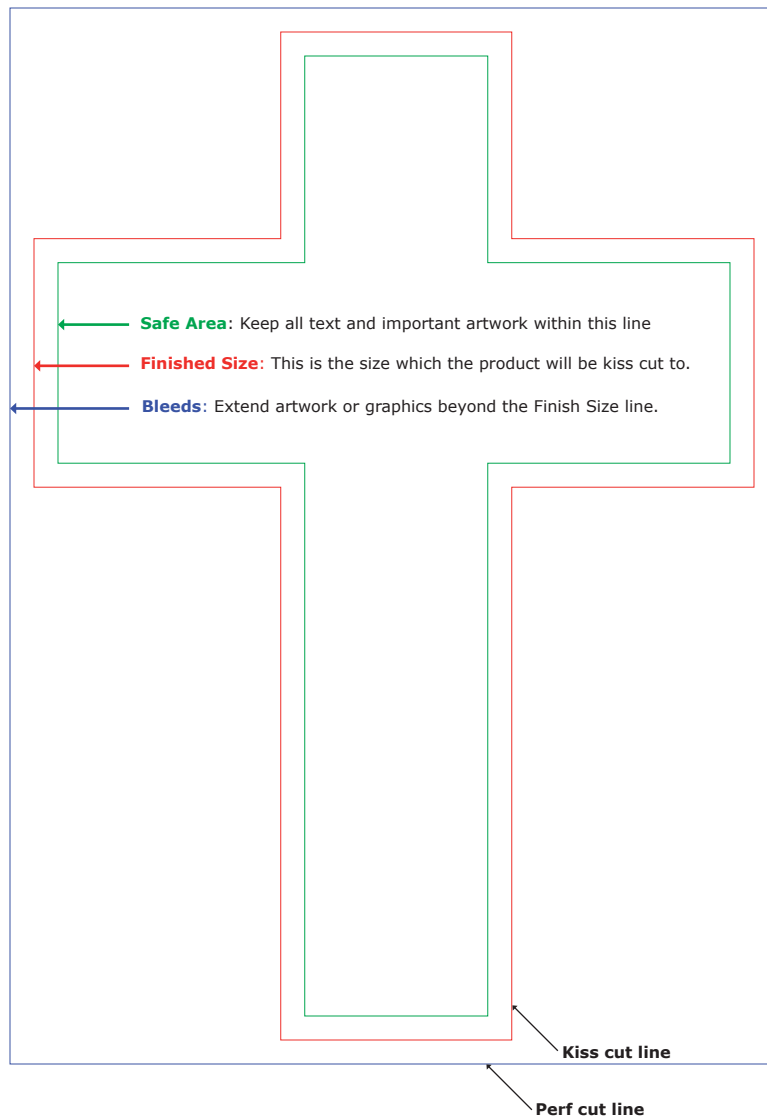 Safe Area: Keep all text and important artwork within this line
Finished Size: This is the size which the product will be kiss cut to.
Bleeds: Extend artwork or graphics beyond the Finish Size line.
Kiss cut line
Perf cut line